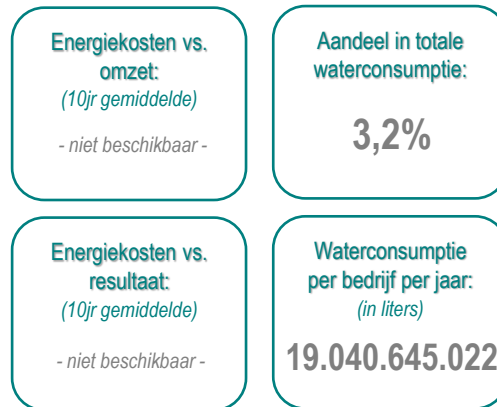 Energiekosten vs.
omzet:
(10jr gemiddelde)
- niet beschikbaar -
Aandeel in totale
waterconsumptie:
3,2%
Energiekosten vs.
resultaat:
(10jr gemiddelde)
- niet beschikbaar -
Waterconsumptie
per bedrijf per jaar:
(in liters)
19.040.645.022